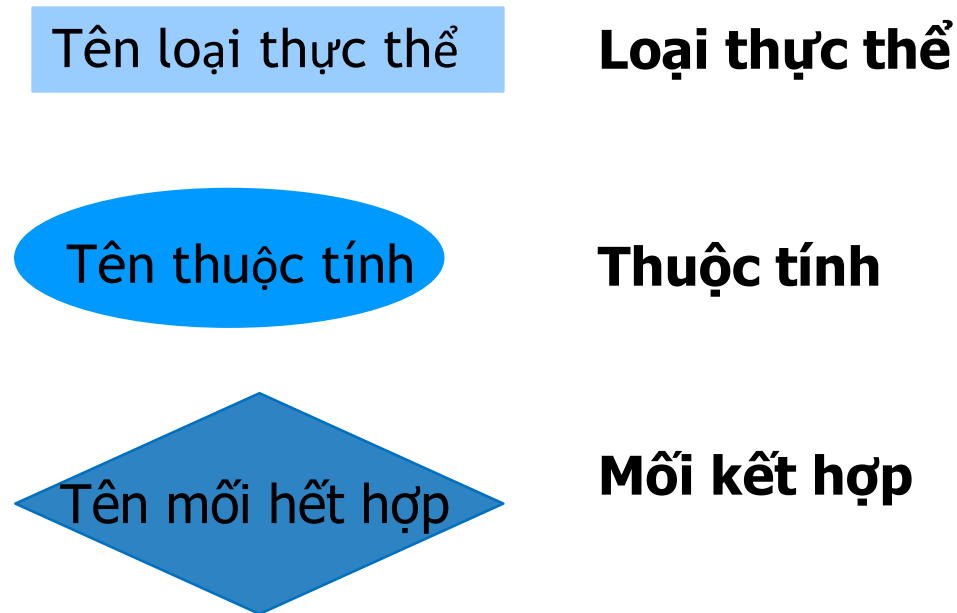 Tên loại thực thể
Loại thực thể
Tên thuộc tính
Thuộc tính
Tên mối hết hợp
Mối kết hợp